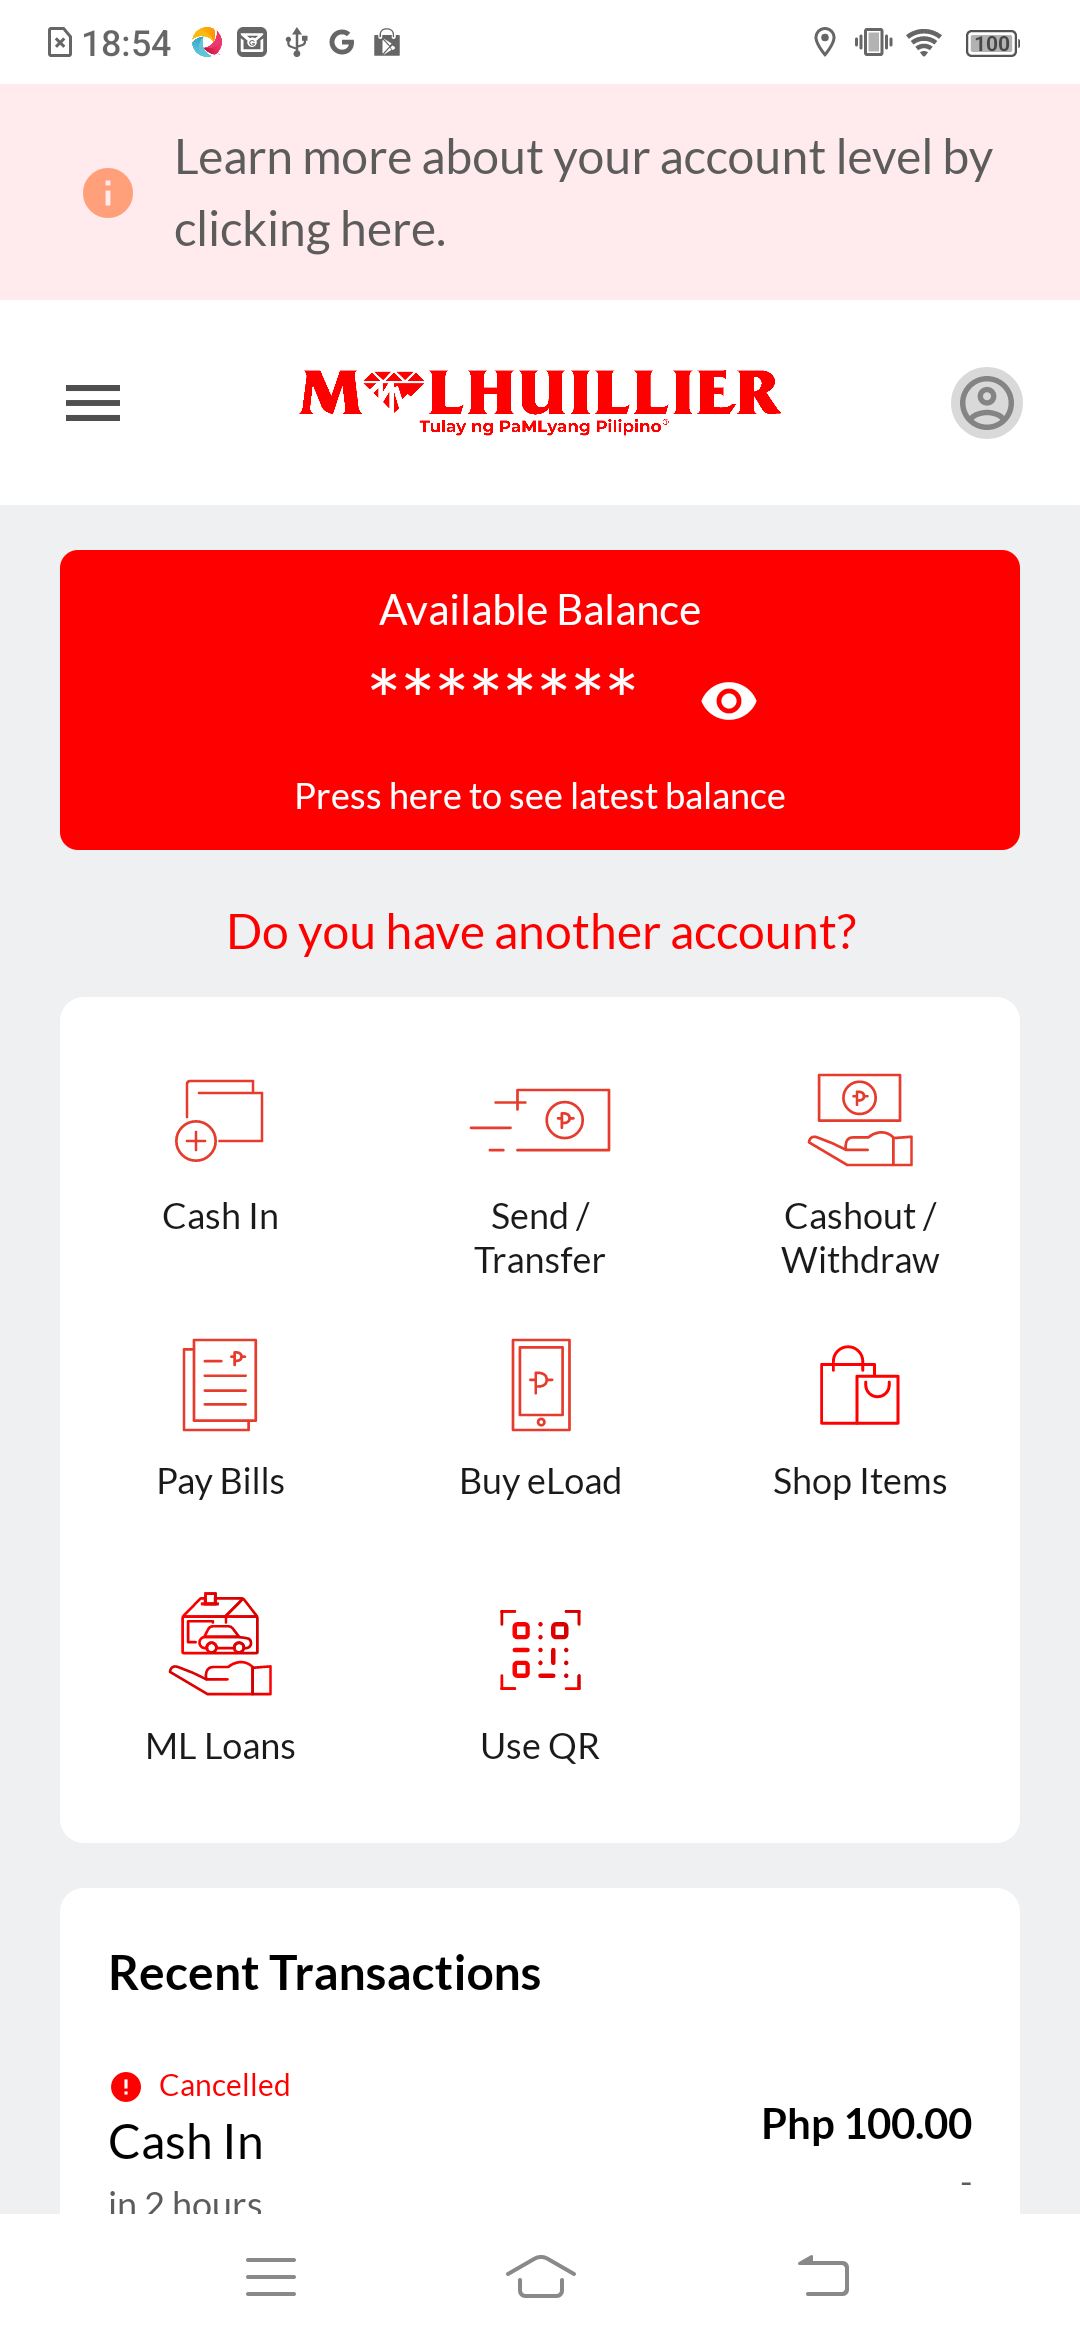 18:54
100
Learn more about your account level by
clicking here.
MLHUILLIER
Tulay ng PaMLyang Pilipino
Available Balance
********
Press here to see latest balance
Do you have another account?
Cash In
Send /
Transfer
Cashout /
Withdraw
Pay Bills
Buy eLoad
Shop Items
ML Loans
Use QR
Recent Transactions
Cancelled
Cash In
Php 100.00
-
in 2 hours